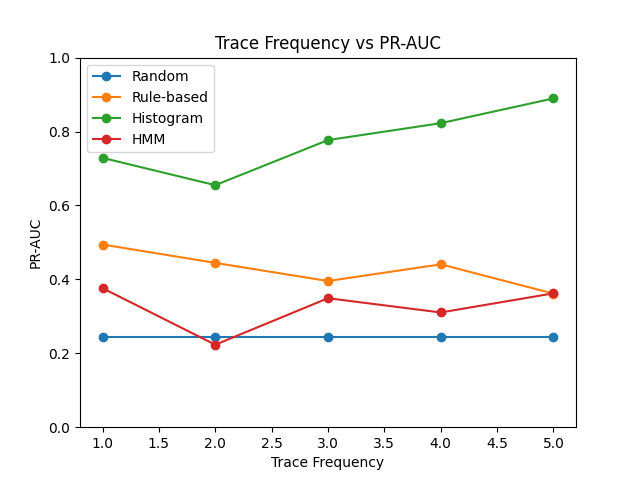 Trace Frequency vs PR-AUC
Random
Rule-based
Histogram
HMM
PR-AUC
1.0
0.8
0.6
0.4
0.2
0.0
1.0 1.5 2.0 2.5 3.0 3.5 4.0 4.5 5.0
Trace Frequency